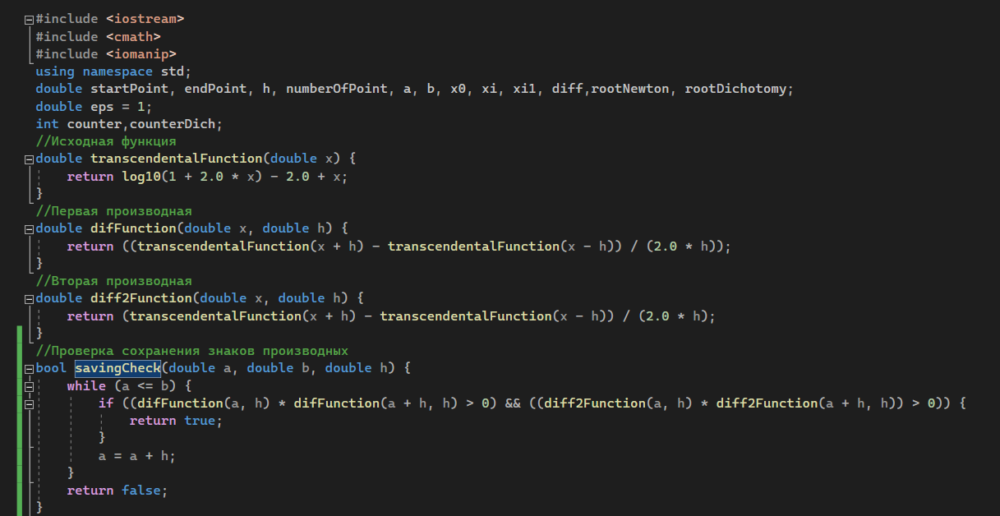 #include <iostream>
#include <cmath>
#include <iomanip>
using namespace std;
double startPoint, endPoint, h, numberOfPoint, a, b, x0, xi, xi1, diff,rootNewton, rootDichotomy;
double eps = 1;
int counter,counterDich;
//Исходная функция
double transcendentalFunction(double x) {
    return log10(1 + 2.0 * x) - 2.0 + x;
}
//Первая производная
double difFunction(double x, double h) {
    return ((transcendentalFunction(x + h) - transcendentalFunction(x - h)) / (2.0 * h));
}
//Вторая производная
double diff2Function(double x, double h) {
    return (transcendentalFunction(x + h) - transcendentalFunction(x - h)) / (2.0 * h);
}
//Проверка сохранения знаков производных
bool savingCheck(double a, double b, double h) {
    while (a <= b) {
        if ((difFunction(a, h) * difFunction(a + h, h) > 0) && ((diff2Function(a, h) * diff2Function(a + h, h)) > 0)) {
            return true;
        }
        a = a + h;
    }
    return false;
}